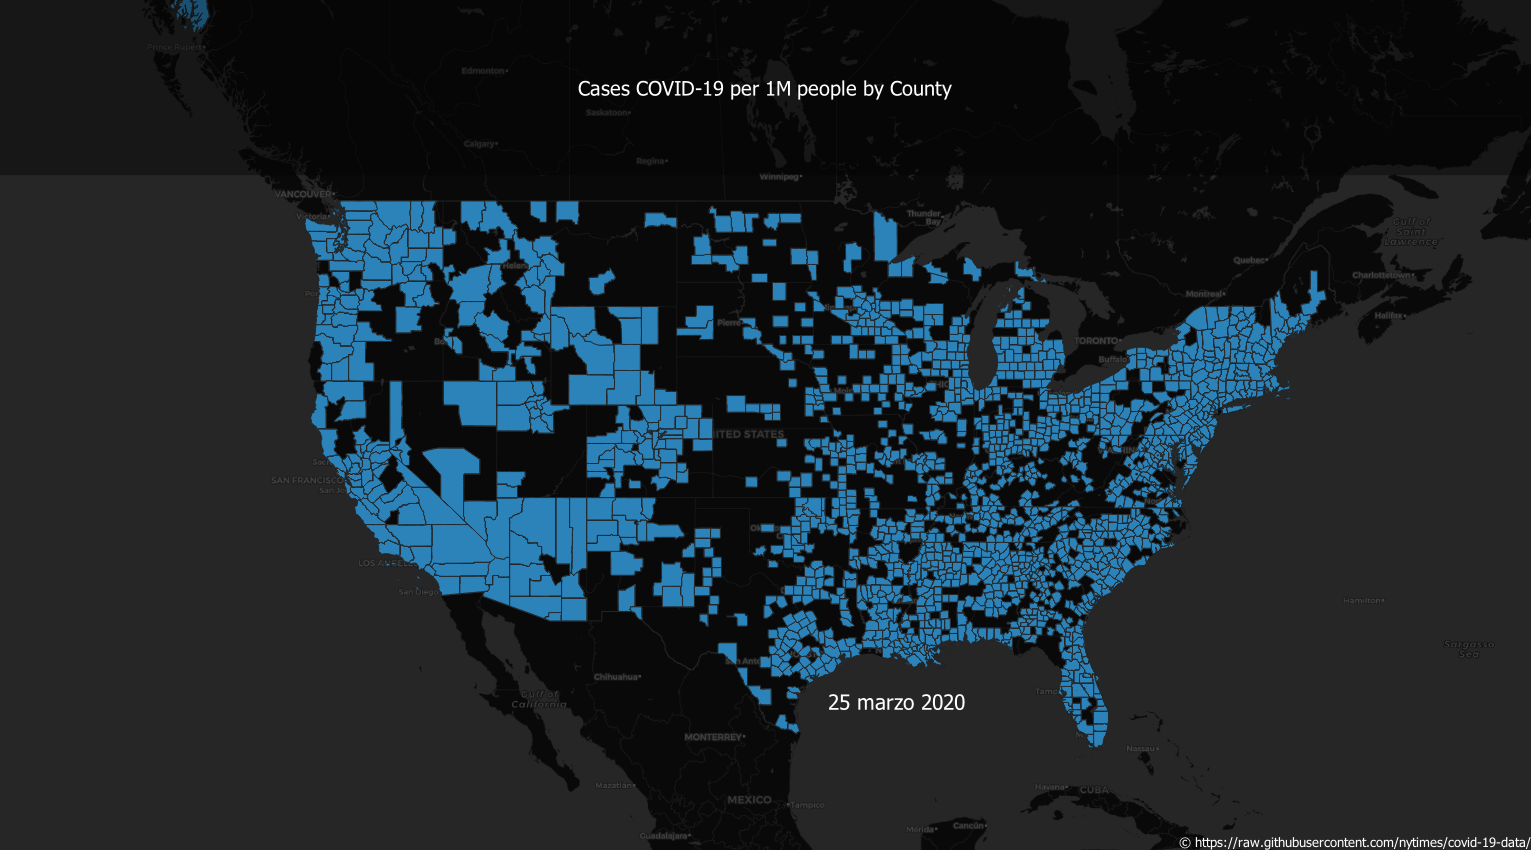 Prince Rupert
Edmonton
Cases COVID-19 per 1M people by County
Saskatoon
Calgary
Regina
Winnipeg
VANCOUVER
Victoria
Thunder
Bay
Gulf of
Saint
Lawrence
Quebec
Charlottetown
Helena
Montreal
Halifax
Pierre
TORONTO
Buffalo
UNITED STATES
SAN FRANCISCO
LOS ANGELES
San Diego
Hamilton
Sargasso
Sea
San Anto
Chihuahua
Gulf of
California
25 marzo 2020
MONTERREY
Nassau
Mazatlán
MEXICO
Tampico
Havana
CUBA
Guadalajara
Mérida
Cancún
© https://raw.githubusercontent.com/nytimes/covid-19-data/